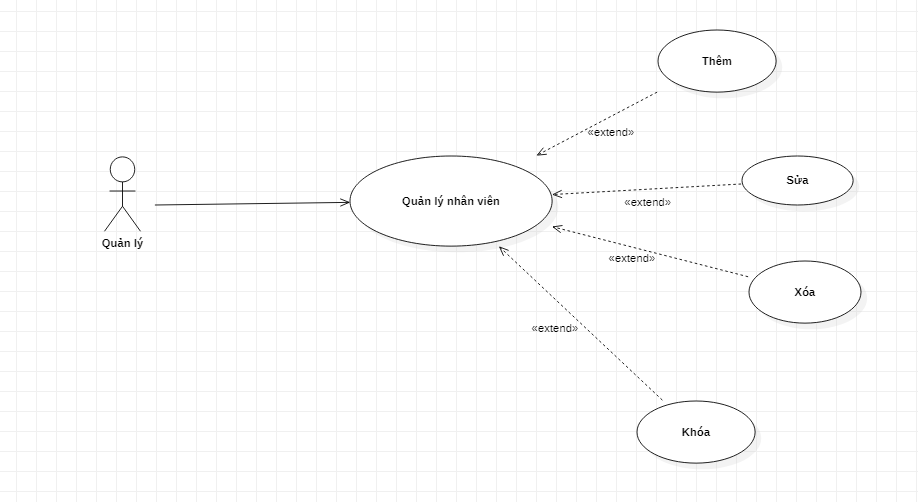 Thêm
«extend»
Sửa
«extend»
Quản lý nhân viên
Quản lý
«extend»
Xóa
«extend»
Khóa